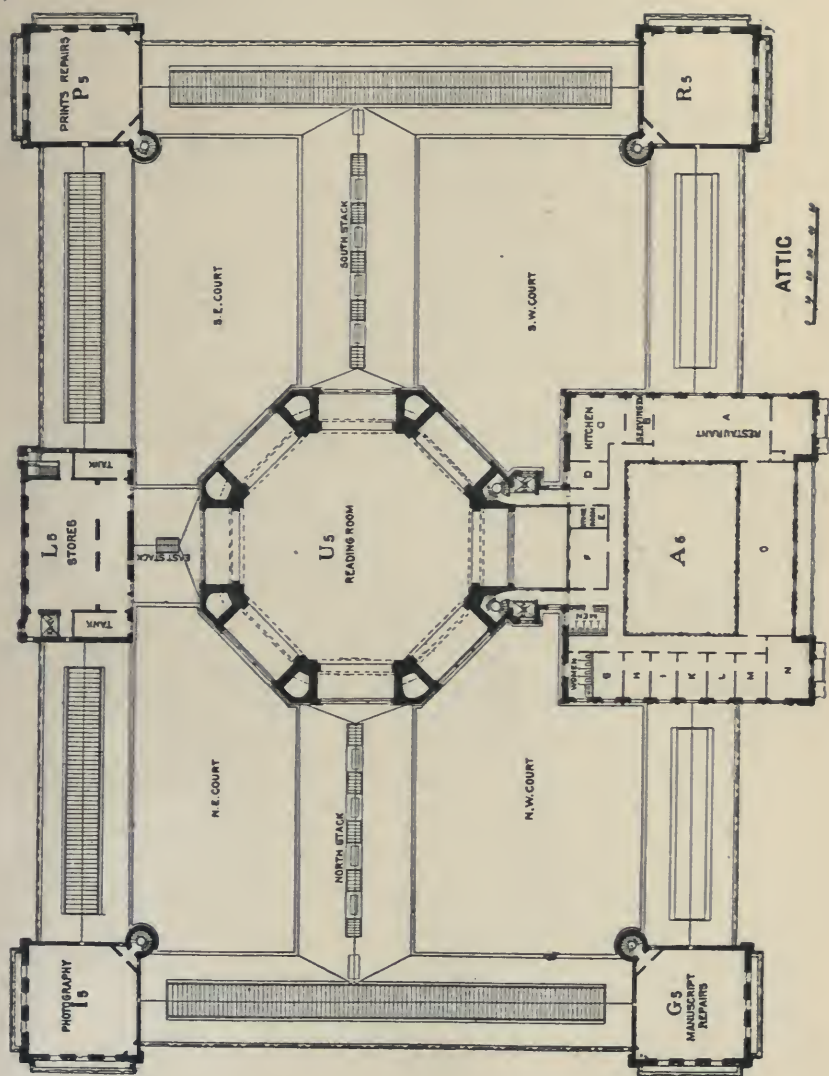 PRINTS REPAIRS
P5
R5
S.E. COURT
SOUTH STACK
S.W. COURT
ATTIC
TANK
L5
STORES
TANK
EAST STACK
U5
READING ROOM
KITCHEN
C
SERVING
B
A
RESTAURANT
D
E
F
A6
O
MEN
WOMEN
G
H
I
K
L
M
N
N.E. COURT
NORTH STACK
N.W. COURT
PHOTOGRAPHY
I5
G5
MANUSCRIPT
REPAIRS